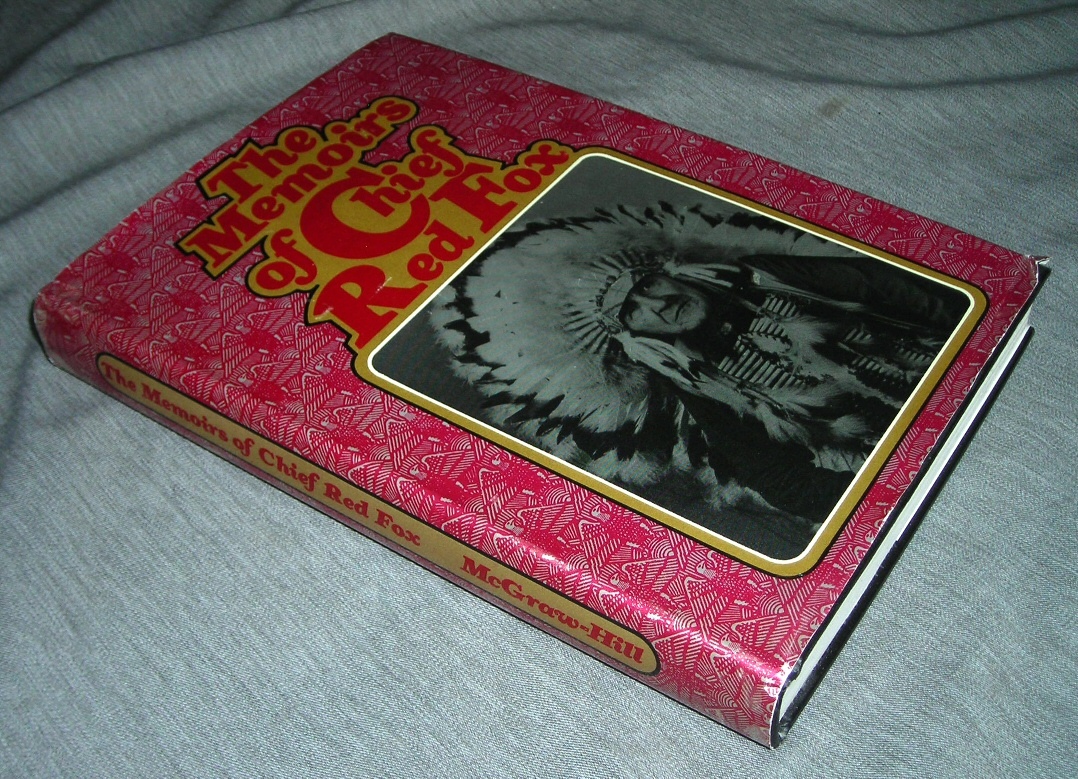 The
Memoirs
of Chief
Red Fox
The Memoirs of Chief Red Fox McGraw-Hill